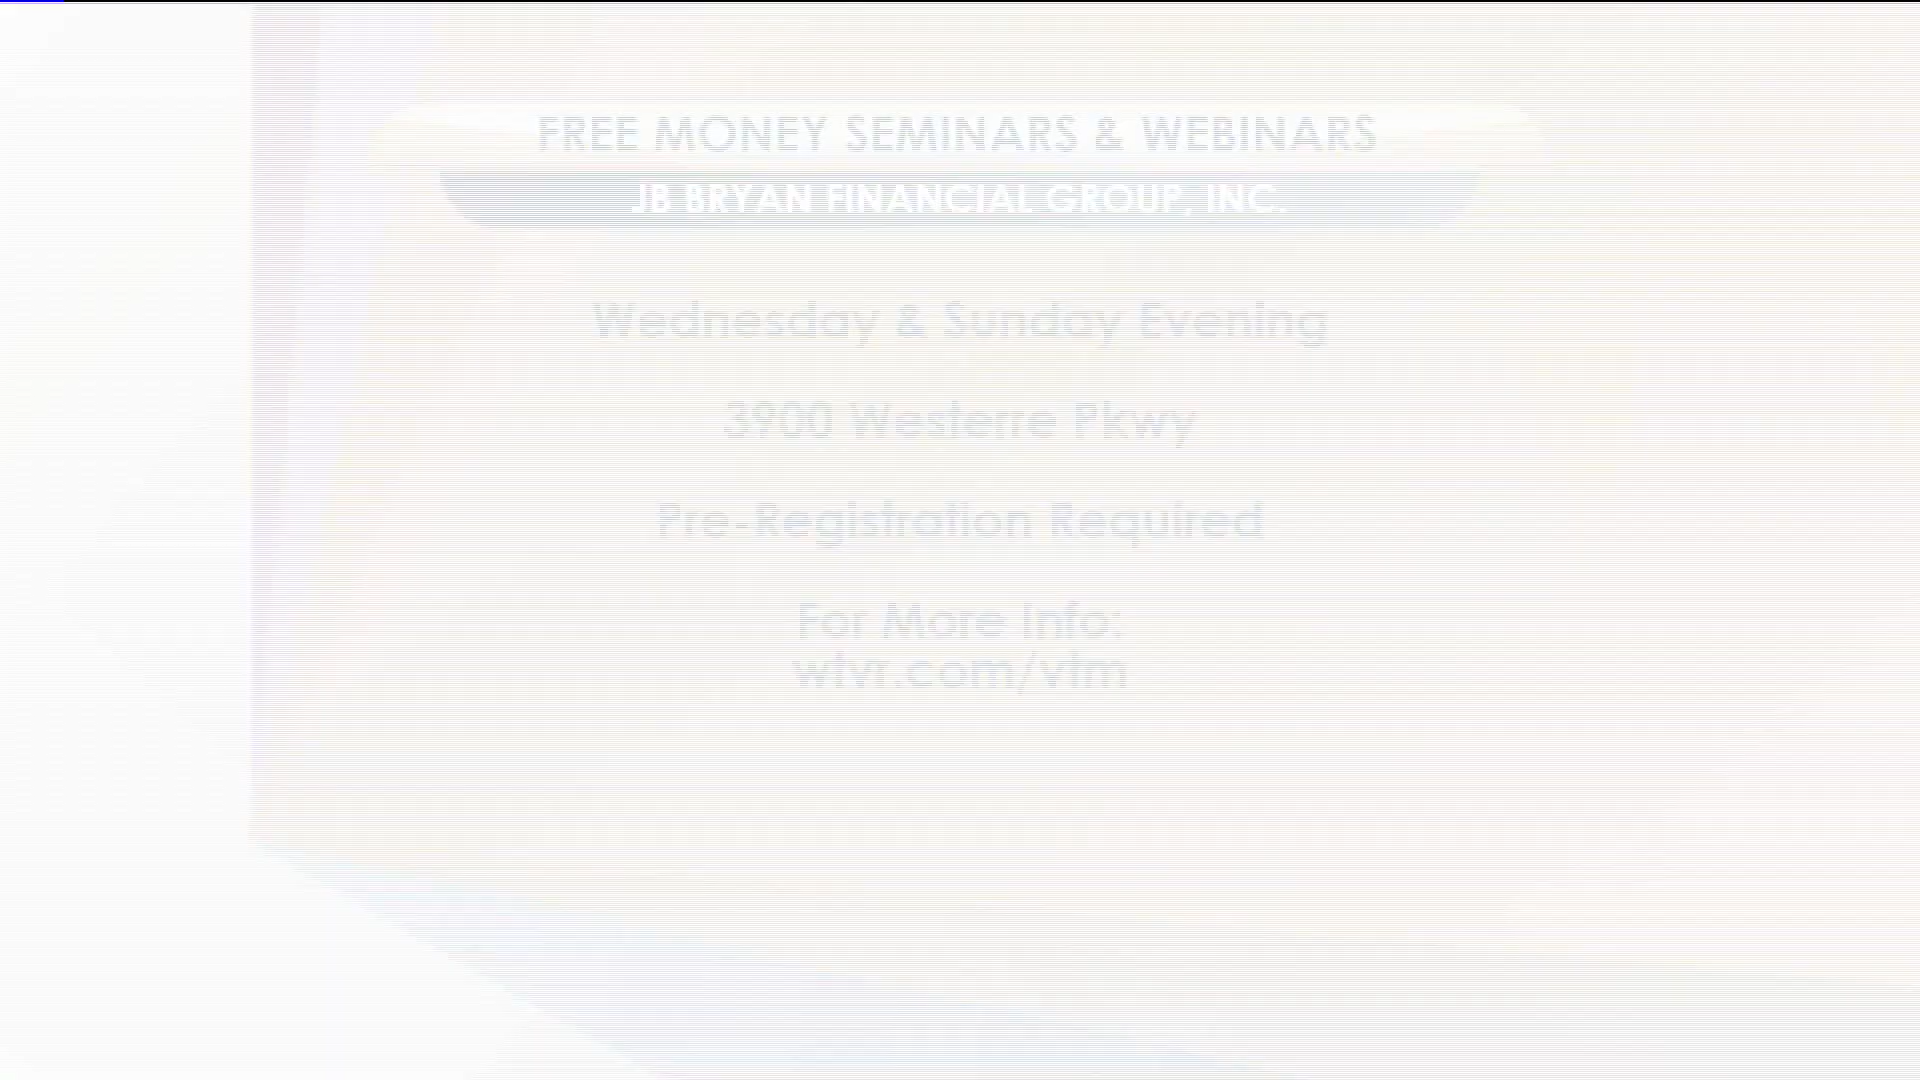 FREE MONEY SEMINARS & WEBINARS
JB BRYAN FINANCIAL GROUP, INC.
Wednesday & Sunday Evening
3900 Westerre Pkwy
Pre-Registration Required
For More Info:
wtvr.com/vtm